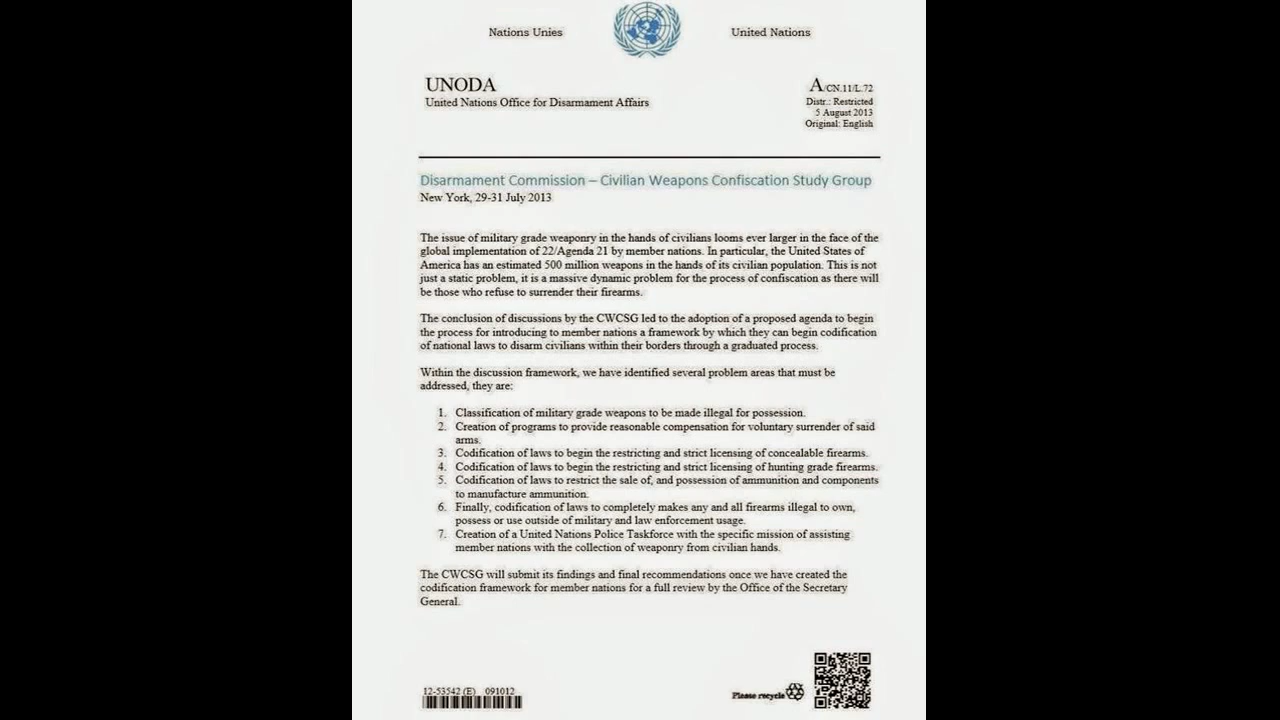 Nations Unies
United Nations
UNODA
United Nations Office for Disarmament Affairs
A/CN.11/L.72
Distr.: Restricted
5 August 2013
Original: English
Disarmament Commission – Civilian Weapons Confiscation Study Group
New York, 29-31 July 2013
The issue of military grade weaponry in the hands of civilians looms ever larger in the face of the
global implementation of 22/Agenda 21 by member nations. In particular, the United States of
America has an estimated 500 million weapons in the hands of its civilian population. This is not
just a static problem, it is a massive dynamic problem for the process of confiscation as there will
be those who refuse to surrender their firearms.
The conclusion of discussions by the CWCSG led to the adoption of a proposed agenda to begin
the process for introducing to member nations a framework by which they can begin codification
of national laws to disarm civilians within their borders through a graduated process.
Within the discussion framework, we have identified several problem areas that must be
addressed, they are:
1. Classification of military grade weapons to be made illegal for possession.
2. Creation of programs to provide reasonable compensation for voluntary surrender of said
arms.
3. Codification of laws to begin the restricting and strict licensing of concealable firearms.
4. Codification of laws to begin the restricting and strict licensing of hunting grade firearms.
5. Codification of laws to restrict the sale of, and possession of ammunition and components
to manufacture ammunition.
6. Finally, codification of laws to completely makes any and all firearms illegal to own,
possess or use outside of military and law enforcement usage.
7. Creation of a United Nations Police Taskforce with the specific mission of assisting
member nations with the collection of weaponry from civilian hands.
The CWCSG will submit its findings and final recommendations once we have created the
codification framework for member nations for a full review by the Office of the Secretary
General.
12-53542 (E) 091012
Please recycle